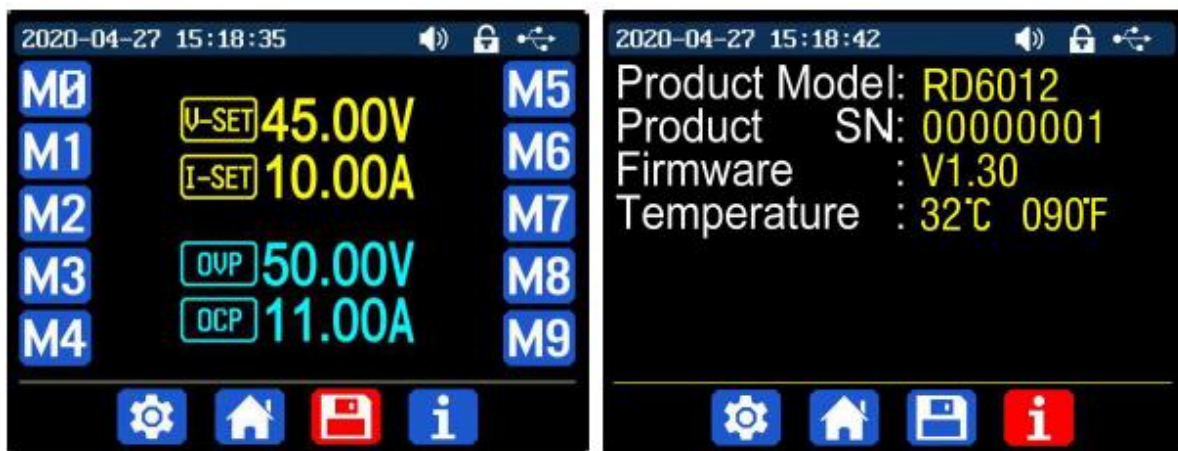 2020-04-27 15:18:35
M0
V-SET 45.00V
M5
M1
I-SET 10.00A
M6
M2
M7
M3
OVP 50.00V
M8
M4
OCP 11.00A
M9
i
2020-04-27 15:18:42
Product Model: RD6012
Product SN: 00000001
Firmware : V1.30
Temperature : 32℃ 090℉
i